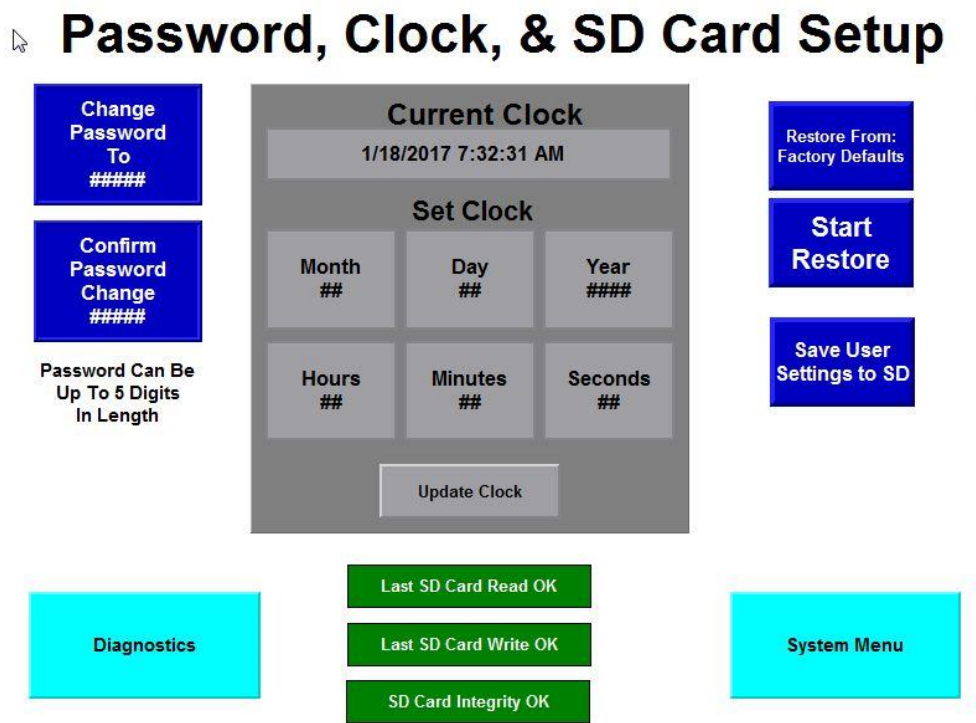 Password, Clock, & SD Card Setup
Change
Password
To
#####
Confirm
Password
Change
#####
Password Can Be
Up To 5 Digits
In Length
Current Clock
1/18/2017 7:32:31 AM
Set Clock
Month
##
Day
##
Year
####
Hours
##
Minutes
##
Seconds
##
Update Clock
Restore From:
Factory Defaults
Start
Restore
Save User
Settings to SD
Last SD Card Read OK
Last SD Card Write OK
SD Card Integrity OK
Diagnostics
System Menu